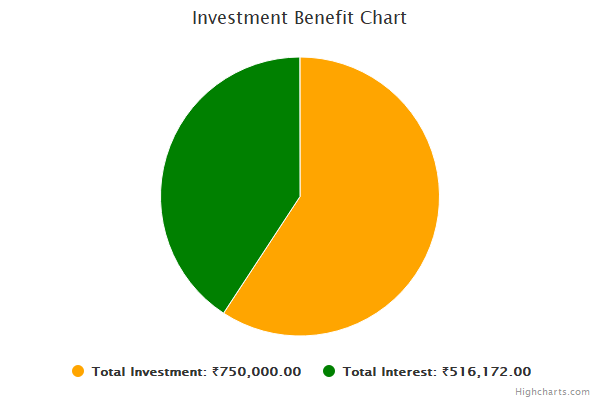 Investment Benefit Chart
Total Investment: ₹750,000.00 Total Interest: ₹516,172.00
Highcharts.com